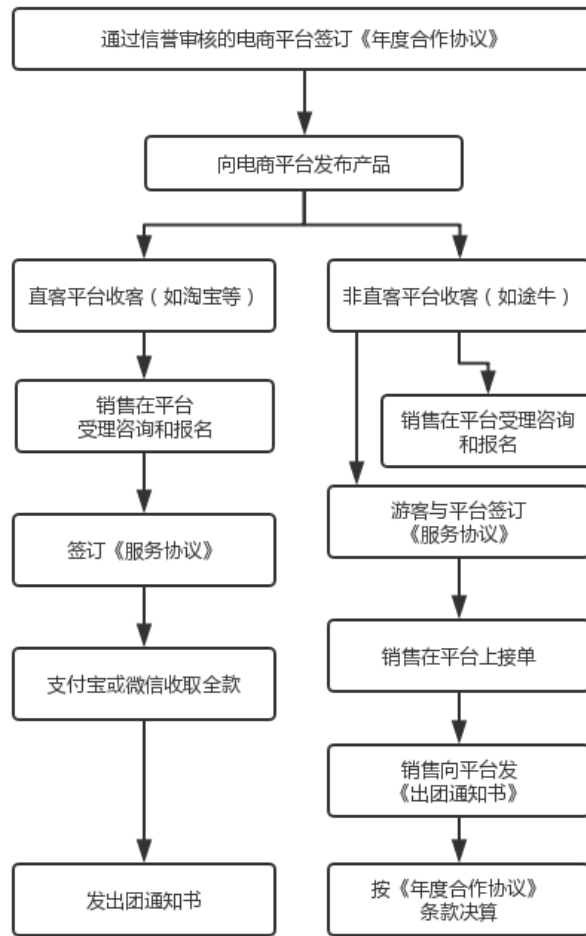 通过信誉审核的电商平台签订《年度合作协议》
向电商平台发布产品
直客平台收客（如淘宝等）
非直客平台收客（如途牛）
销售在平台
受理咨询和报名
销售在平台受理咨询
和报名
签订《服务协议》
游客与平台签订
《服务协议》
支付宝或微信收取全款
销售在平台上接单
销售向平台发
《出团通知书》
发出团通知书
按《年度合作协议》
条款决算